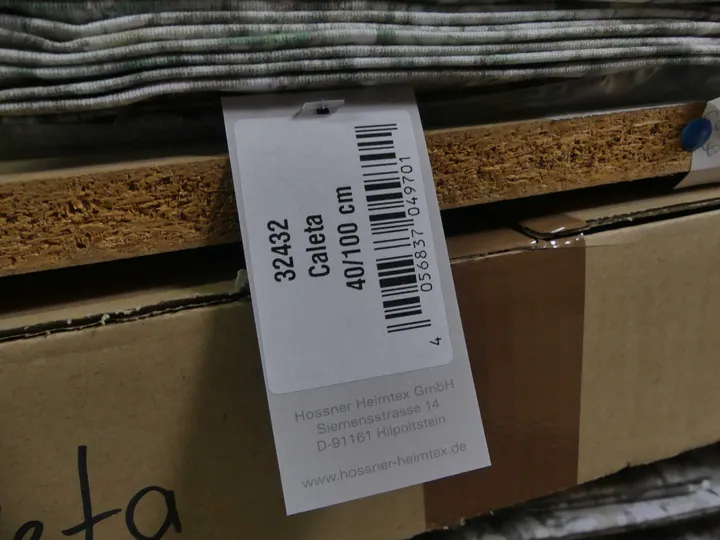 32432
Caleta
40/100 cm
4 056837 049701
Hossner Heimtex GmbH
Siemensstrasse 14
D-91161 Hilpoltstein
www.hossner-heimtex.de
eta